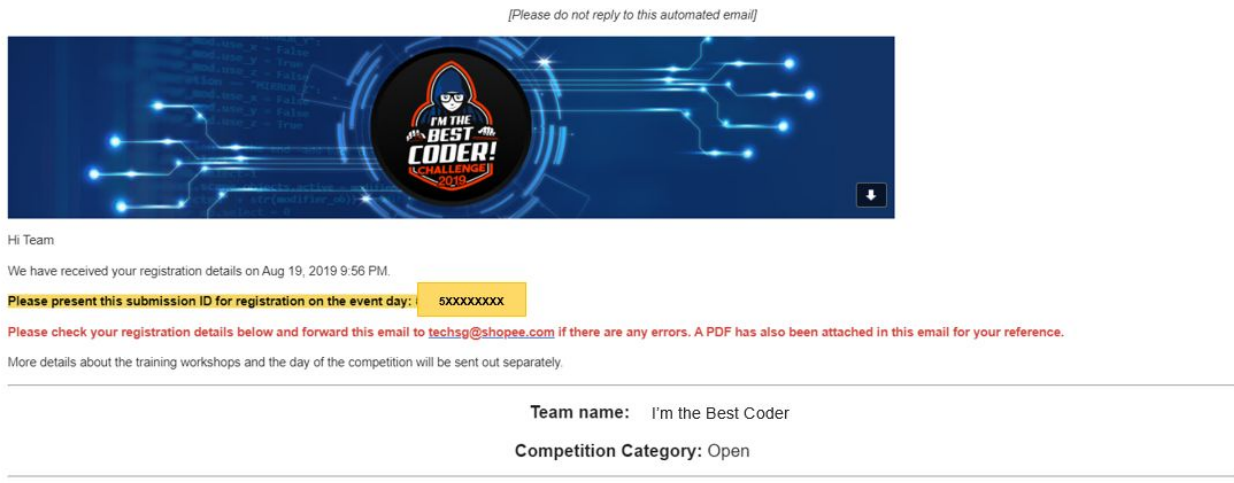 [Please do not reply to this automated email]
I'M THE
BEST
CODER!
CHALLENGE
2019
Hi Team
We have received your registration details on Aug 19, 2019 9:56 PM.
Please present this submission ID for registration on the event day: 5XXXXXXXX
Please check your registration details below and forward this email to techsg@shopee.com if there are any errors. A PDF has also been attached in this email for your reference.
More details about the training workshops and the day of the competition will be sent out separately.
Team name: I'm the Best Coder
Competition Category: Open